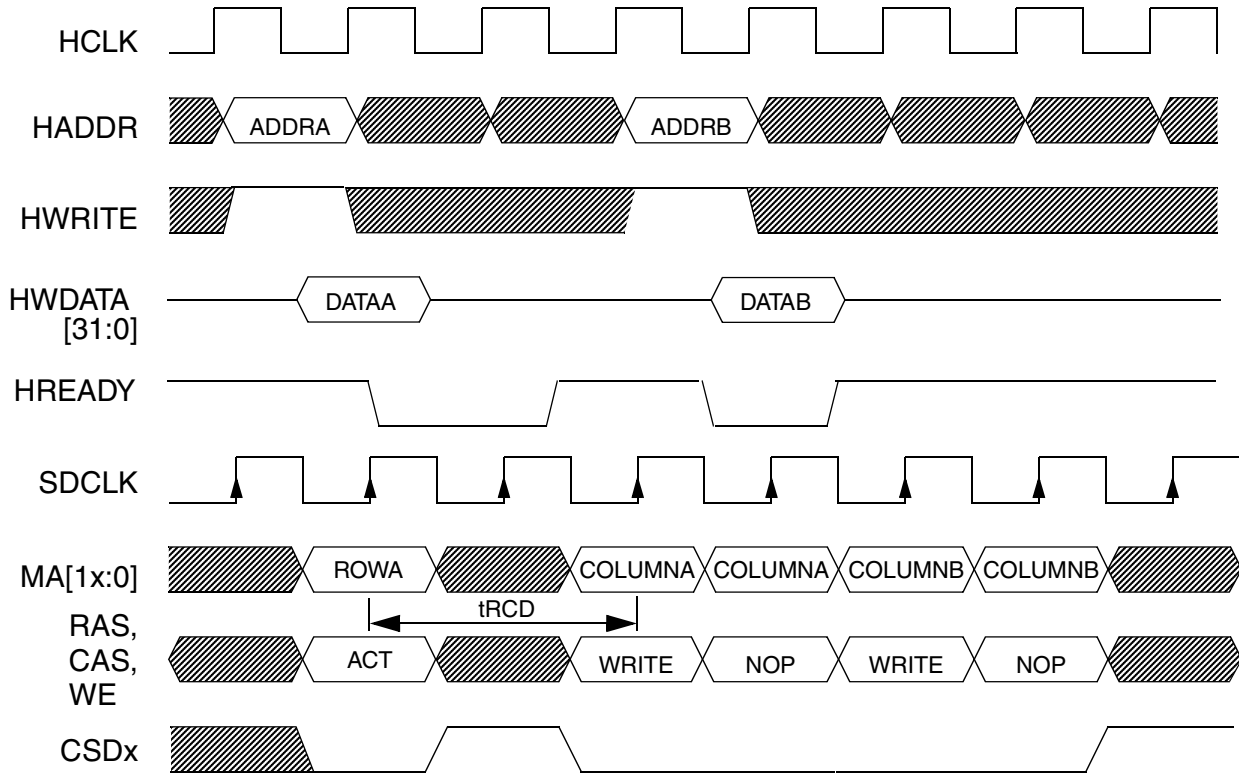 HCLK
HADDR ADDRA ADDRB
HWRITE
HWDATA
[31:0] DATAA DATAB
HREADY
SDCLK
MA[1x:0] ROWA COLUMNA COLUMNA COLUMNB COLUMNB
tRCD
RAS,
CAS, ACT WRITE NOP WRITE NOP
WE
CSDx